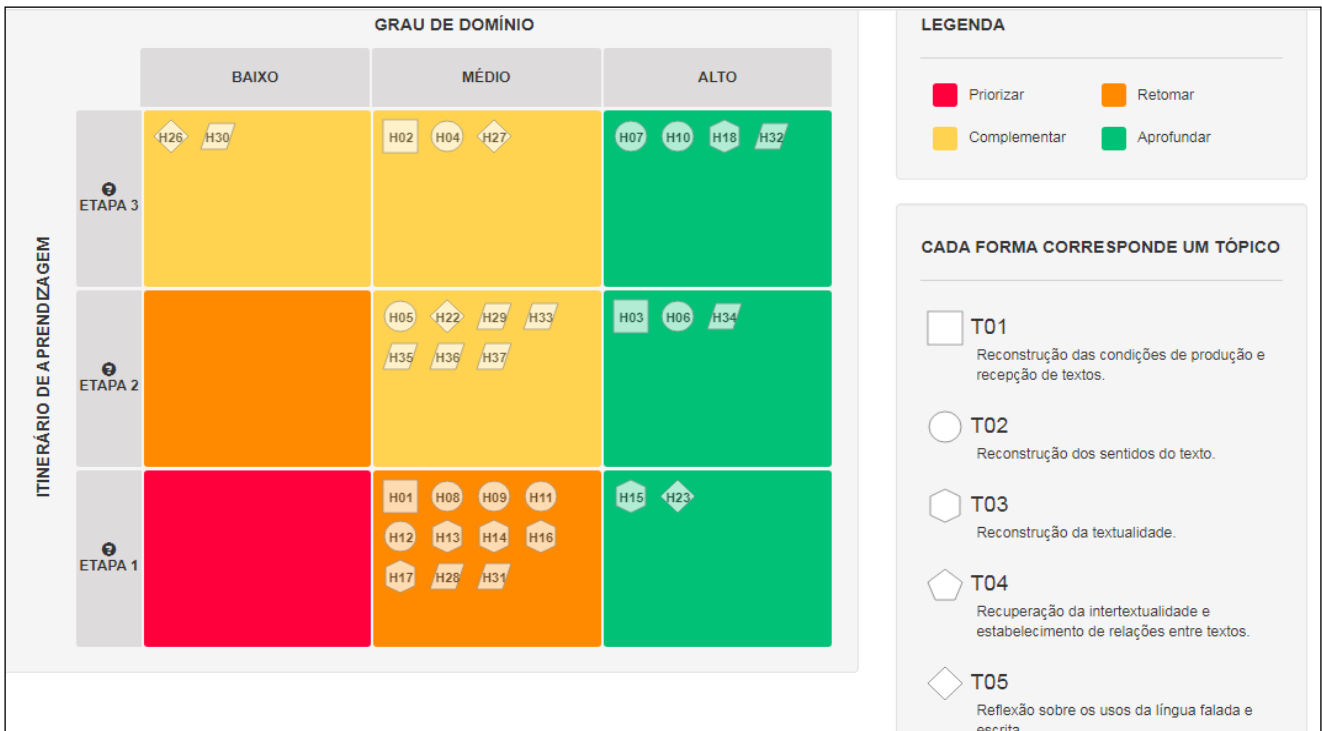 GRAU DE DOMÍNIO
BAIXO
MÉDIO
ALTO
ITINERÁRIO DE APRENDIZAGEM
ETAPA 3
H26 H30
H02 H04 H27
H07 H10 H18 H32
ETAPA 2
H05 H22 H29 H33
H35 H36 H37
H03 H06 H34
ETAPA 1
H01 H08 H09 H11
H12 H13 H14 H16
H17 H28 H31
H15 H23
LEGENDA
Priorizar
Retomar
Complementar
Aprofundar
CADA FORMA CORRESPONDE UM TÓPICO
T01
Reconstrução das condições de produção e
recepção de textos.
T02
Reconstrução dos sentidos do texto.
T03
Reconstrução da textualidade.
T04
Recuperação da intertextualidade e
estabelecimento de relações entre textos.
T05
Reflexão sobre os usos da língua falada e
escrita